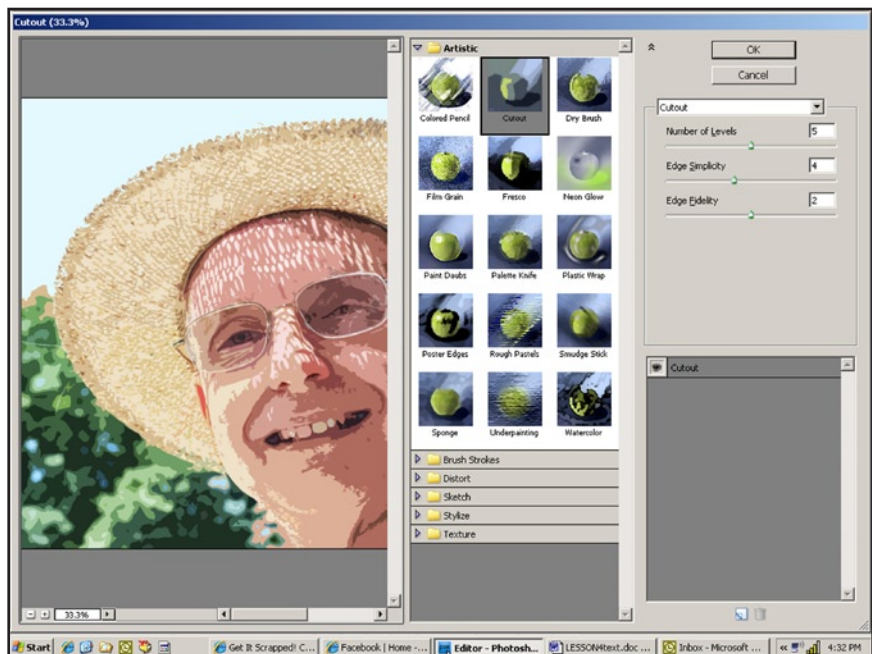 Cutout (33.3%)
Artistic
Colored Pencil
Cutout
Dry Brush
Film Grain
Fresco
Neon Glow
Paint Daubs
Palette Knife
Plastic Wrap
Poster Edges
Rough Pastels
Smudge Stick
Sponge
Underpainting
Watercolor
Brush Strokes
Distort
Sketch
Stylize
Texture
OK
Cancel
Cutout
Number of Levels 5
Edge Simplicity 4
Edge Fidelity 2
Cutout
33.3%
Start
Get It Scrapped! C...
Facebook | Home -...
Editor - Photosh...
LESSON4text.doc ...
Inbox - Microsoft ...
4:32 PM